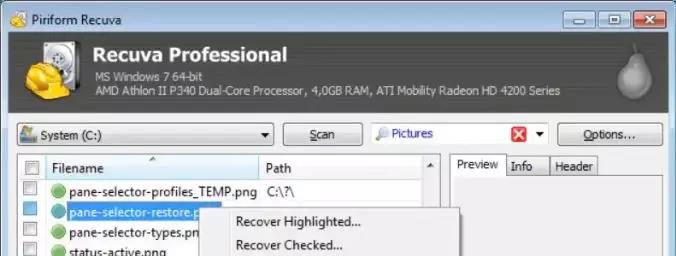 Piriform Recuva
Recuva Professional
MS Windows 7 64-bit
AMD Athlon II P340 Dual-Core Processor, 4,0GB RAM, ATI Mobility Radeon HD 4200 Series
System (C:) Scan Pictures Options...
Filename Path Preview Info Header
pane-selector-profiles_TEMP.png C:\?\
pane-selector-restore.p
Recover Highlighted...
pane-selector-types.pn
Recover Checked...
status-active.png